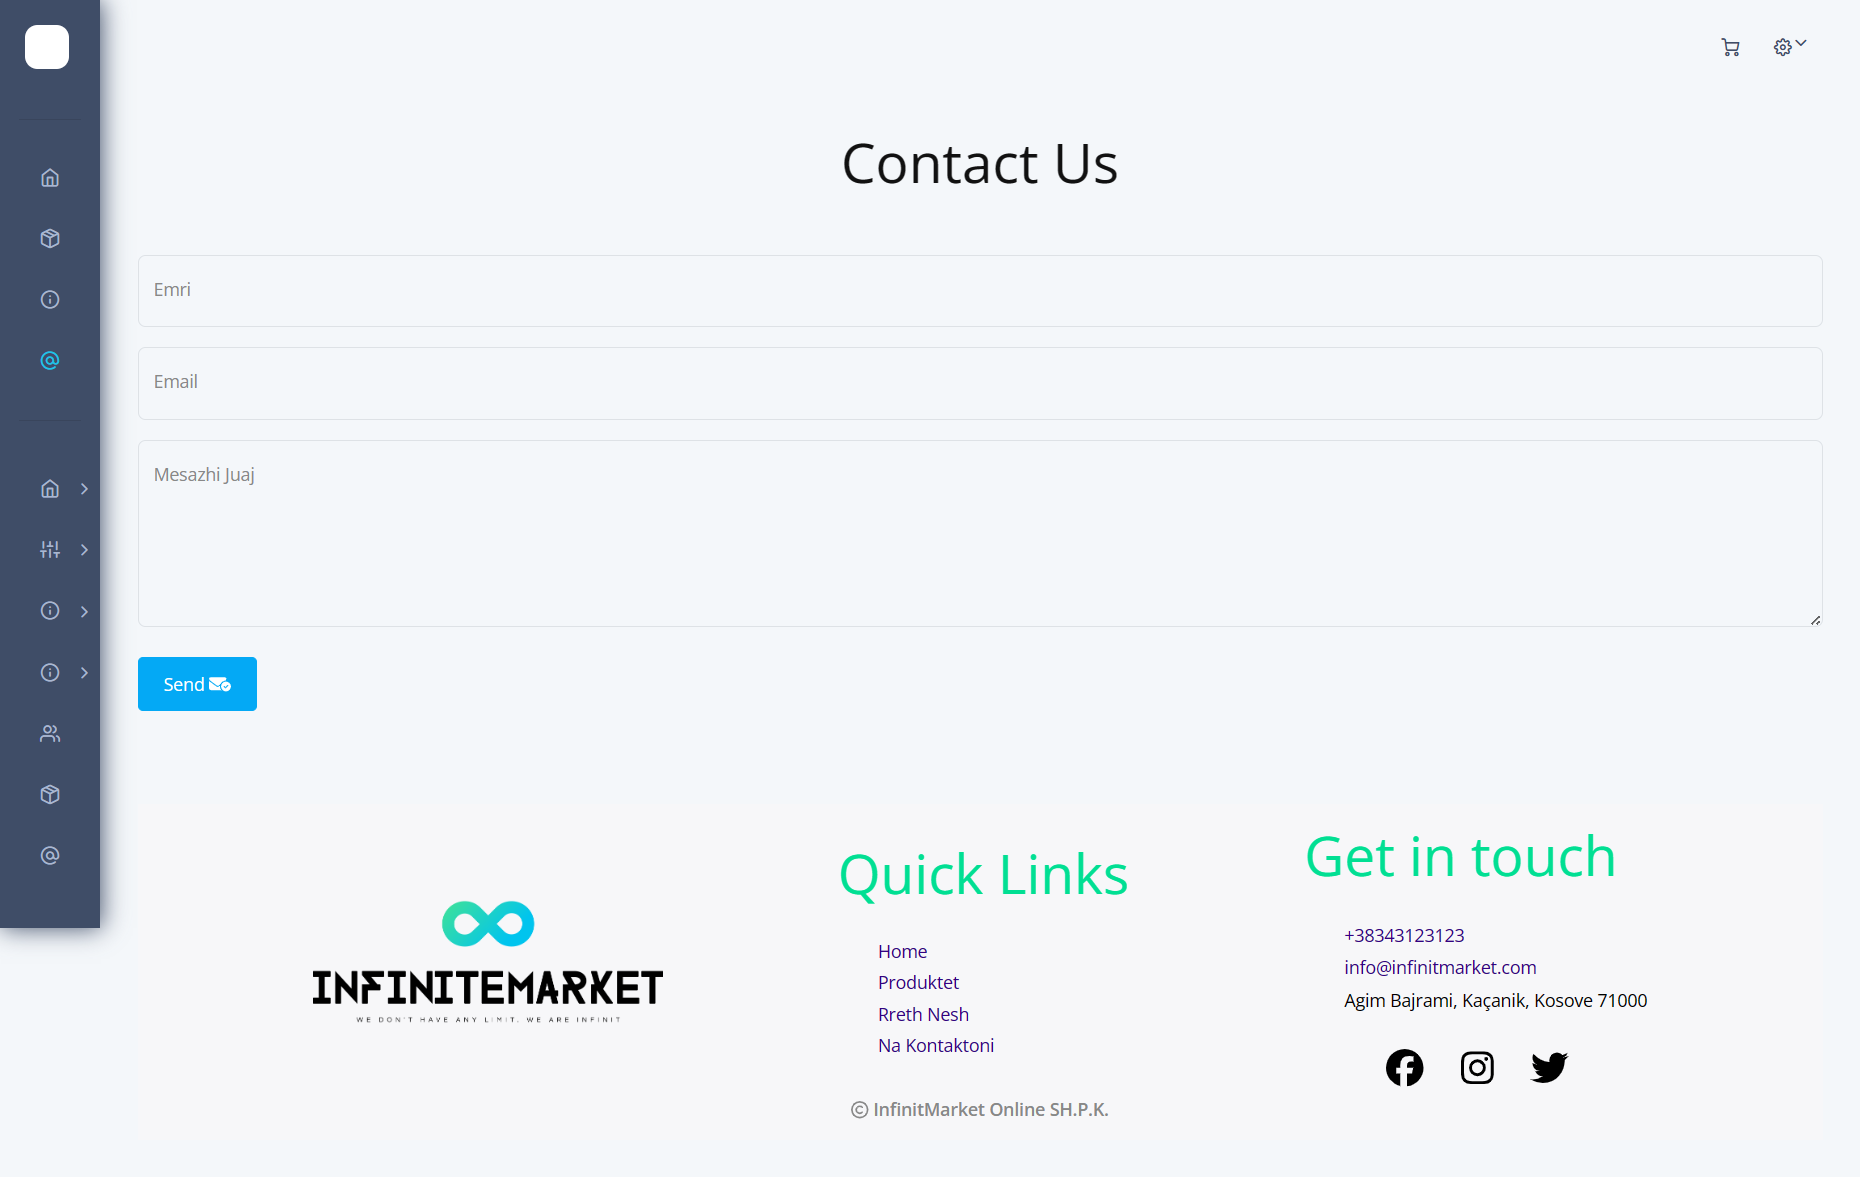 Contact Us
Emri
Email
Mesazhi Juaj
Send
INFINITEMARKET
WE DON'T HAVE ANY LIMIT, WE ARE INFINIT
Quick Links
Home
Produktet
Rreth Nesh
Na Kontaktoni
© InfinitMarket Online SH.P.K.
Get in touch
+38343123123
info@infinitmarket.com
Agim Bajrami, Kaçanik, Kosove 71000